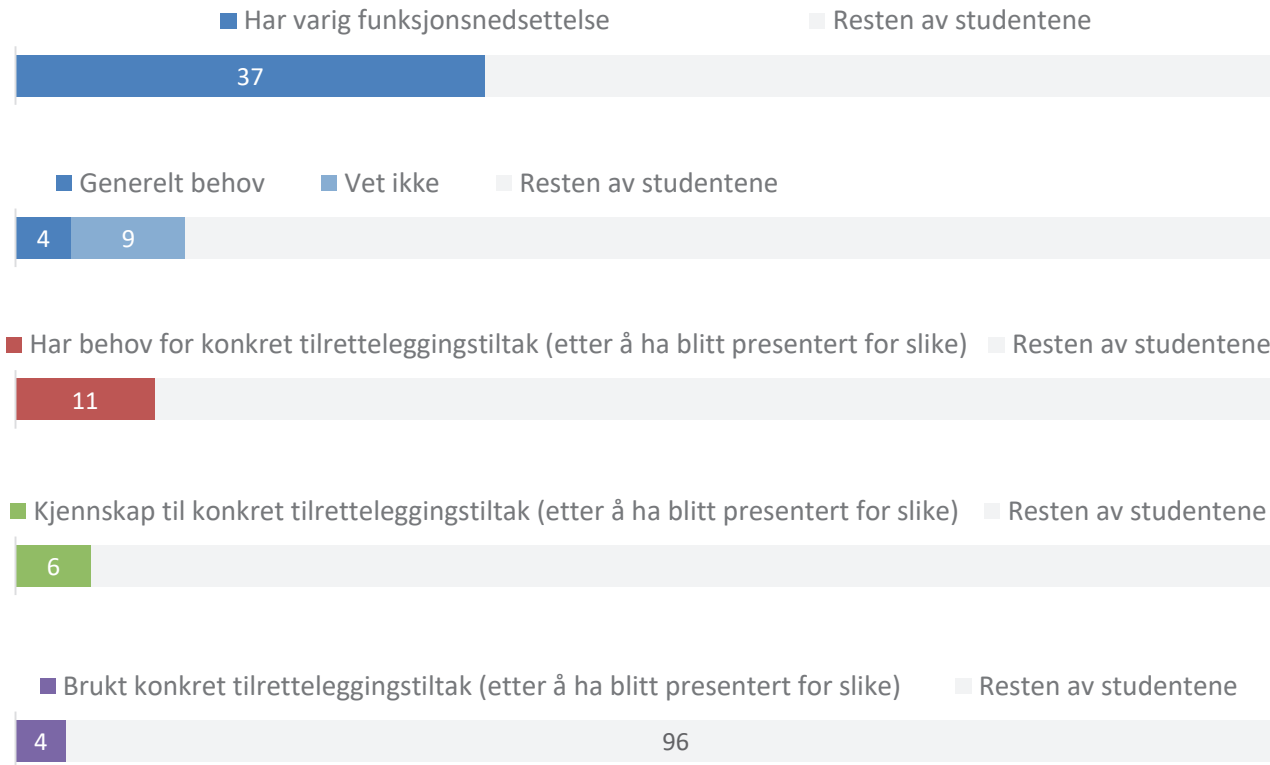 Har varig funksjonsnedsettelse Resten av studentene
37
Generelt behov Vet ikke Resten av studentene
4 9
Har behov for konkret tilretteleggingstiltak (etter å ha blitt presentert for slike) Resten av studentene
11
Kjennskap til konkret tilretteleggingstiltak (etter å ha blitt presentert for slike) Resten av studentene
6
Brukt konkret tilretteleggingstiltak (etter å ha blitt presentert for slike) Resten av studentene
4 96